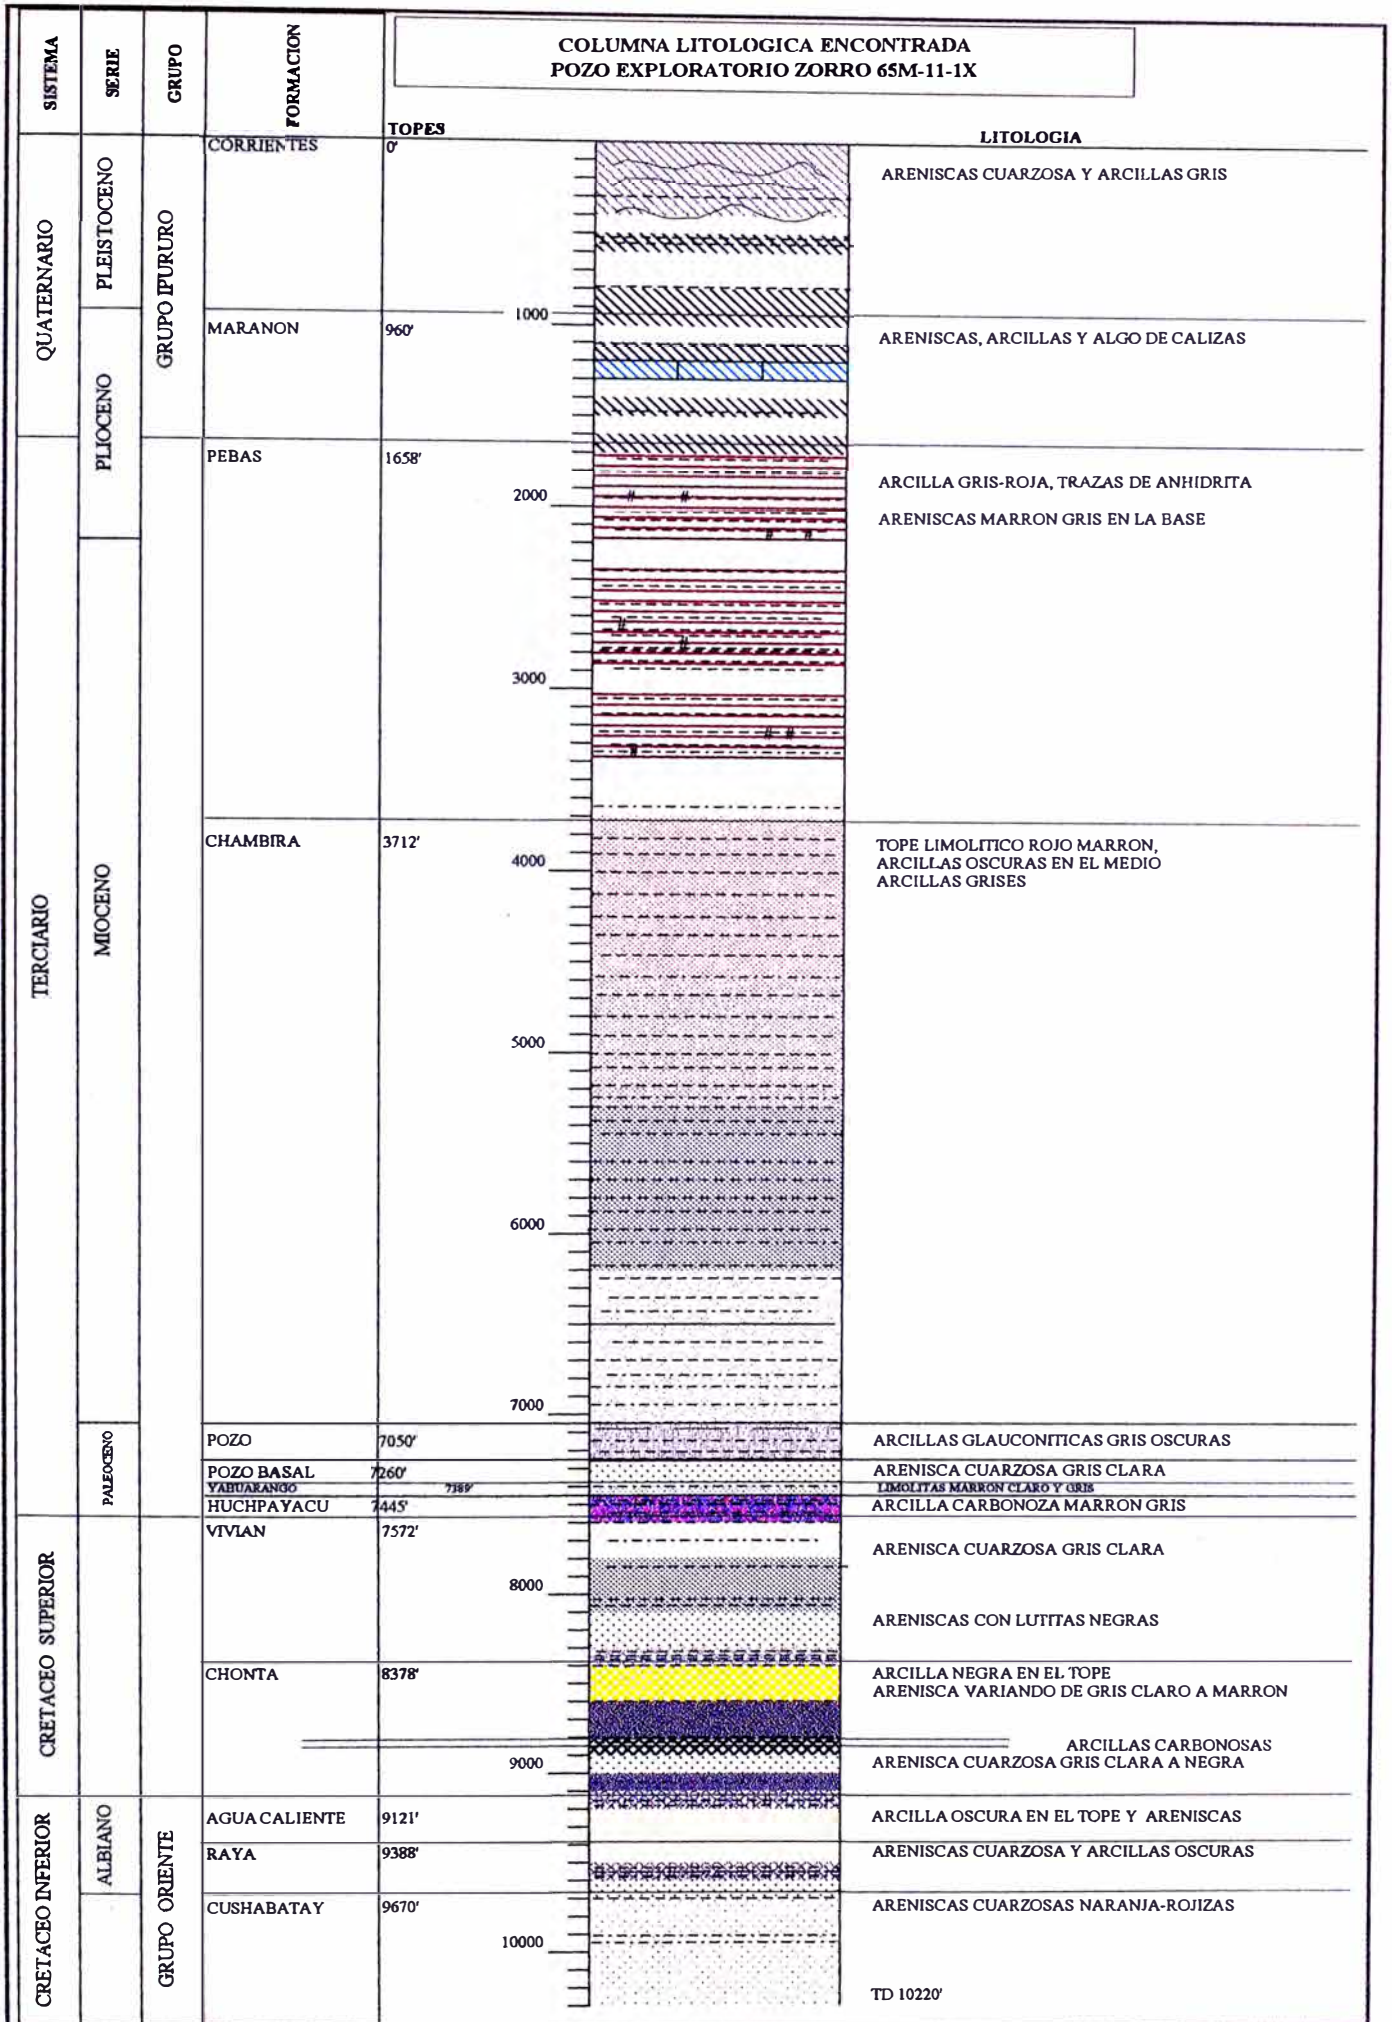 COLUMNA LITOLOGICA ENCONTRADA
POZO EXPLORATORIO ZORRO 65M-11-1X
SISTEMA
SERIE
GRUPO
FORMACION
TOPES
LITOLOGIA
QUATERNARIO
TERCIARIO
CRETACEO SUPERIOR
CRETACEO INFERIOR
PLEISTOCENO
PLIOCENO
MIOCENO
PALEOCENO
ALBIANO
GRUPO IPURURO
GRUPO ORIENTE
CORRIENTES 0'
ARENISCAS CUARZOSA Y ARCILLAS GRIS
1000
MARANON 960'
ARENISCAS, ARCILLAS Y ALGO DE CALIZAS
PEBAS 1658'
ARCILLA GRIS-ROJA, TRAZAS DE ANHIDRITA
2000
ARENISCAS MARRON GRIS EN LA BASE
3000
CHAMBIRA 3712'
TOPE LIMOLITICO ROJO MARRON,
ARCILLAS OSCURAS EN EL MEDIO
ARCILLAS GRISES
4000
5000
6000
7000
POZO 7050' ARCILLAS GLAUCONITICAS GRIS OSCURAS
POZO BASAL 7260' ARENISCA CUARZOSA GRIS CLARA
YAHUARANGO 7389' LIMOLITAS MARRON CLARO Y GRIS
HUCHPAYACU 7445' ARCILLA CARBONOZA MARRON GRIS
VIVIAN 7572'
ARENISCA CUARZOSA GRIS CLARA
8000
ARENISCAS CON LUTITAS NEGRAS
CHONTA 8378' ARCILLA NEGRA EN EL TOPE
ARENISCA VARIANDO DE GRIS CLARO A MARRON
ARCILLAS CARBONOSAS
9000
ARENISCA CUARZOSA GRIS CLARA A NEGRA
AGUA CALIENTE 9121' ARCILLA OSCURA EN EL TOPE Y ARENISCAS
RAYA 9388' ARENISCAS CUARZOSA Y ARCILLAS OSCURAS
CUSHABATAY 9670' ARENISCAS CUARZOSAS NARANJA-ROJIZAS
10000
TD 10220'